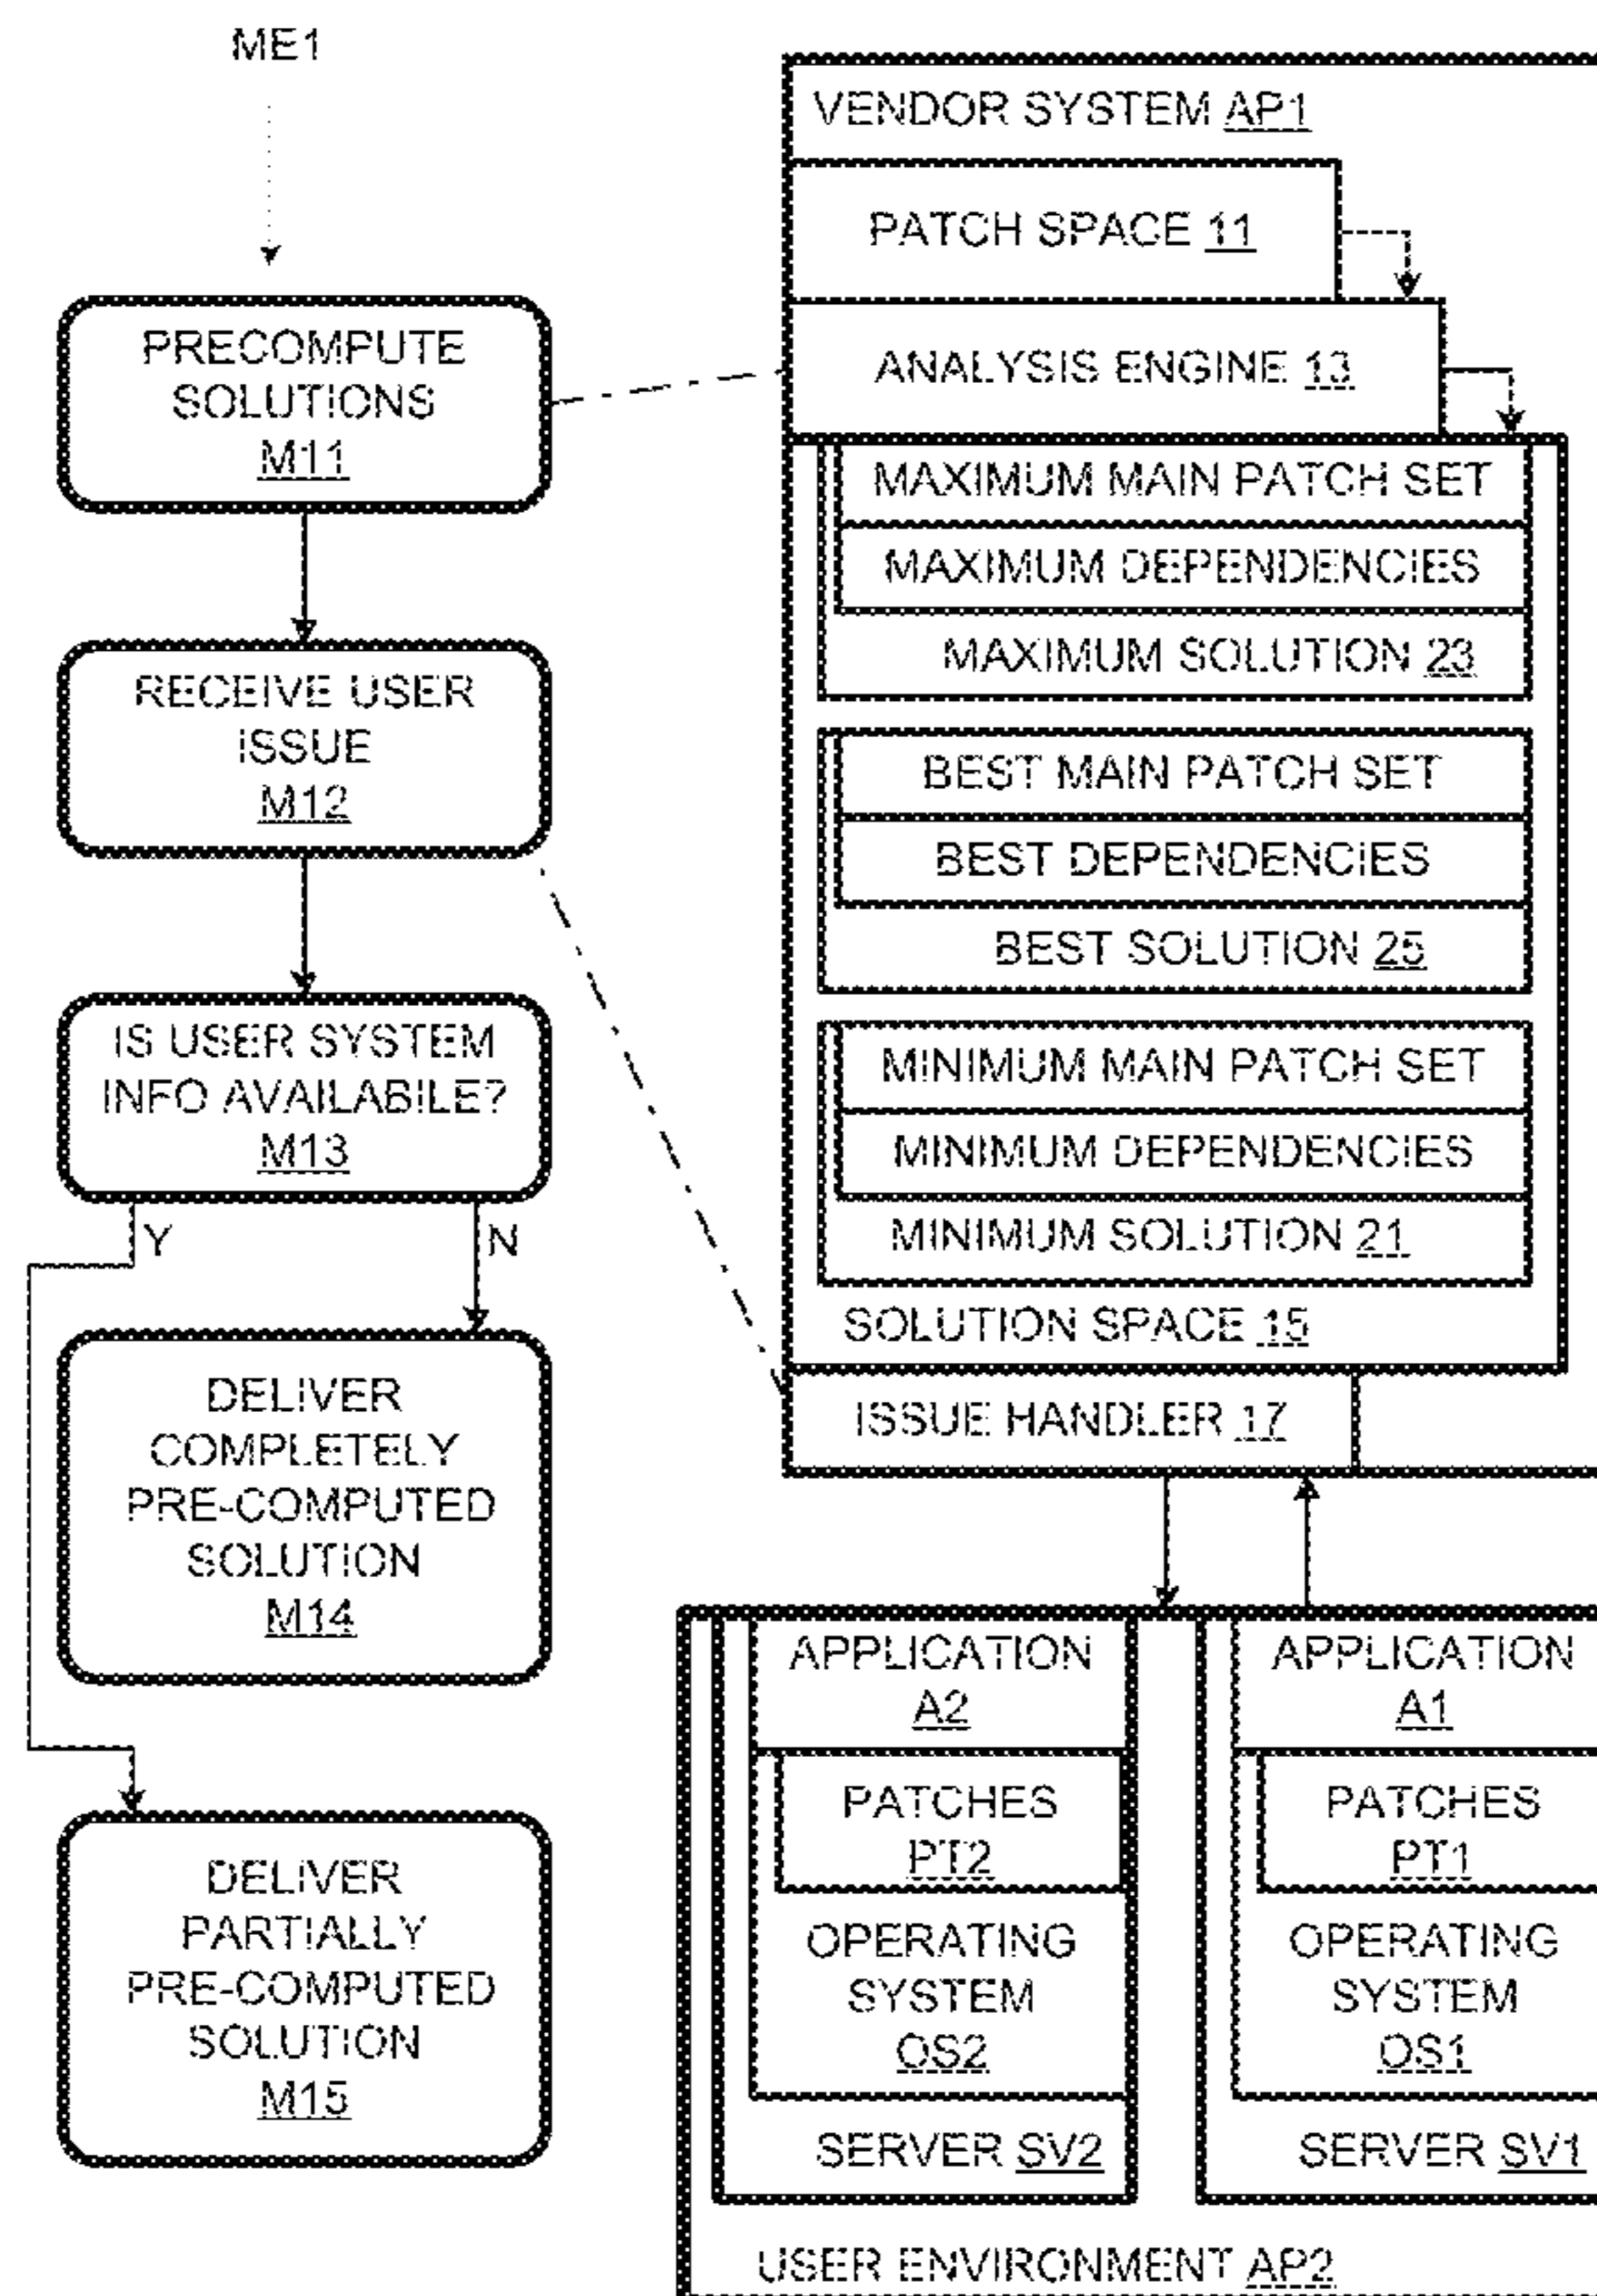 ME1
PRECOMPUTE
SOLUTIONS
M11
RECEIVE USER
ISSUE
M12
IS USER SYSTEM
INFO AVAILABILE?
M13
Y
N
DELIVER
COMPLETELY
PRE-COMPUTED
SOLUTION
M14
DELIVER
PARTIALLY
PRE-COMPUTED
SOLUTION
M15
VENDOR SYSTEM AP1
PATCH SPACE 11
ANALYSIS ENGINE 13
MAXIMUM MAIN PATCH SET
MAXIMUM DEPENDENCIES
MAXIMUM SOLUTION 23
BEST MAIN PATCH SET
BEST DEPENDENCIES
BEST SOLUTION 25
MINIMUM MAIN PATCH SET
MINIMUM DEPENDENCIES
MINIMUM SOLUTION 21
SOLUTION SPACE 15
ISSUE HANDLER 17
APPLICATION
A2
PATCHES
PT2
OPERATING
SYSTEM
OS2
SERVER SV2
APPLICATION
A1
PATCHES
PT1
OPERATING
SYSTEM
OS1
SERVER SV1
USER ENVIRONMENT AP2